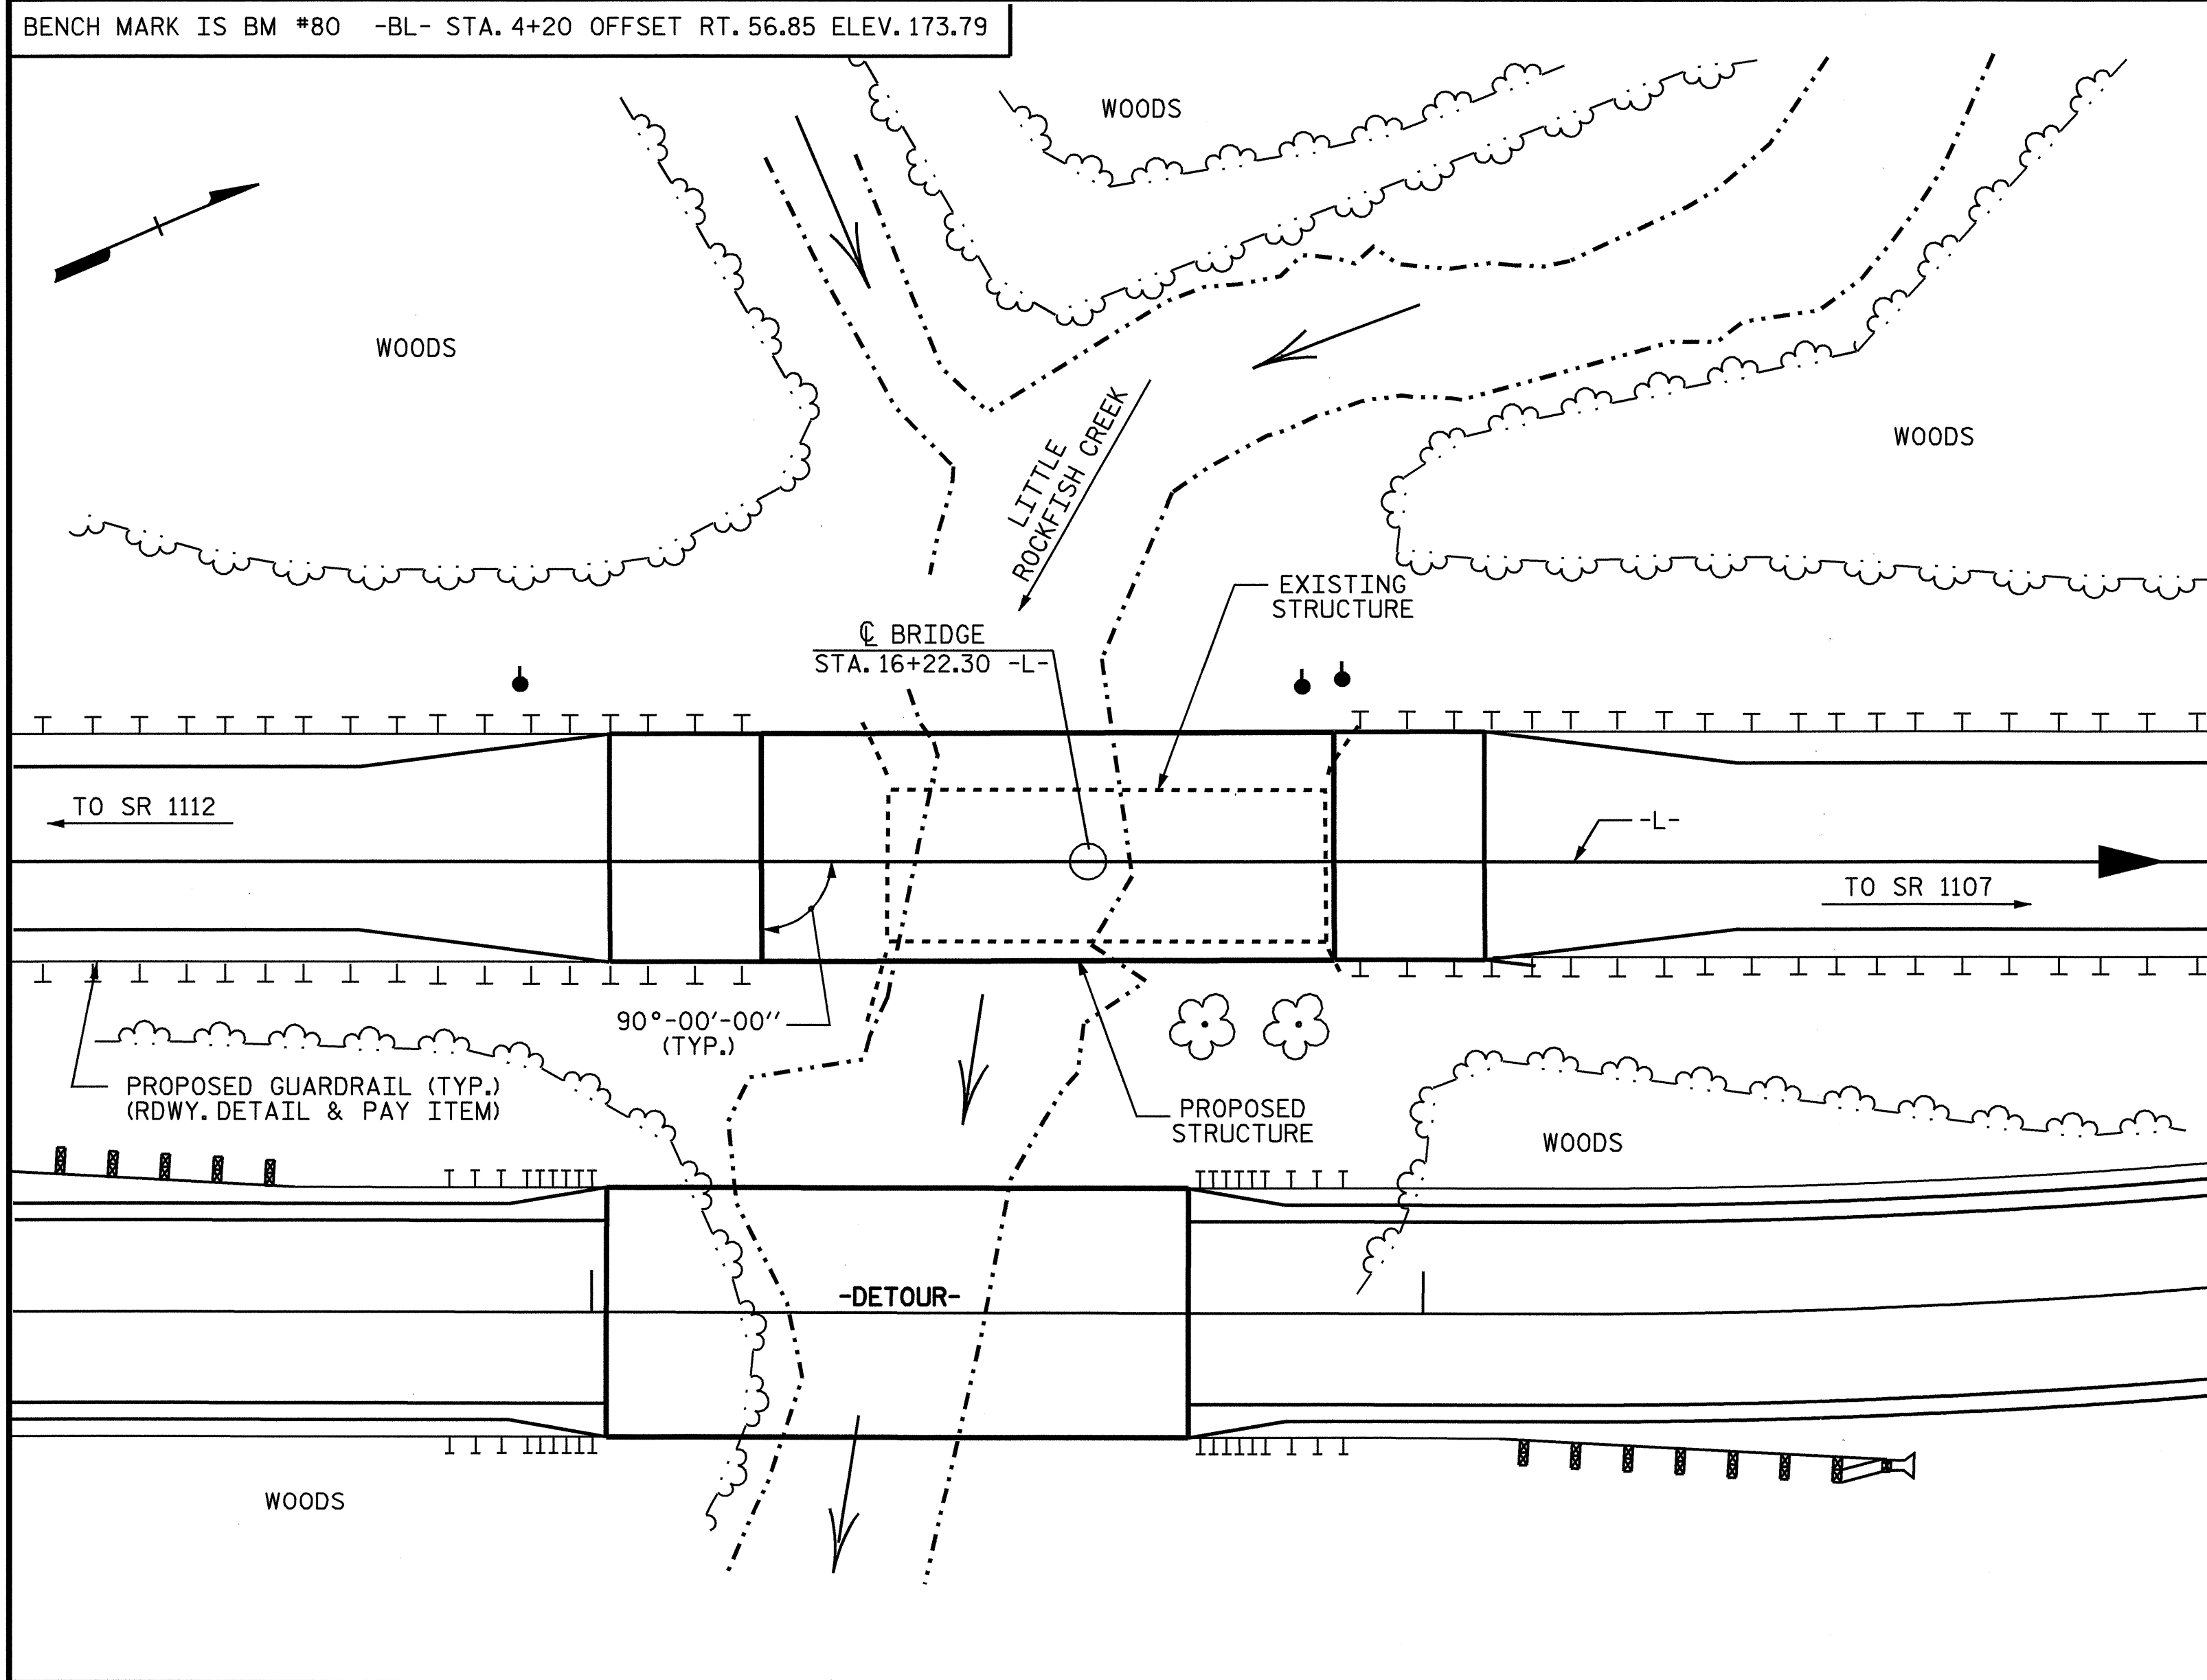 BENCH MARK IS BM #80 -BL- STA. 4+20 OFFSET RT. 56.85 ELEV. 173.79
WOODS
WOODS
WOODS
LITTLE
ROCKFISH CREEK
EXISTING
STRUCTURE
℄ BRIDGE
STA. 16+22.30 -L-
TO SR 1112
-L-
TO SR 1107
90°-00'-00"
(TYP.)
PROPOSED GUARDRAIL (TYP.)
(RDWY. DETAIL & PAY ITEM)
PROPOSED
STRUCTURE
WOODS
-DETOUR-
WOODS